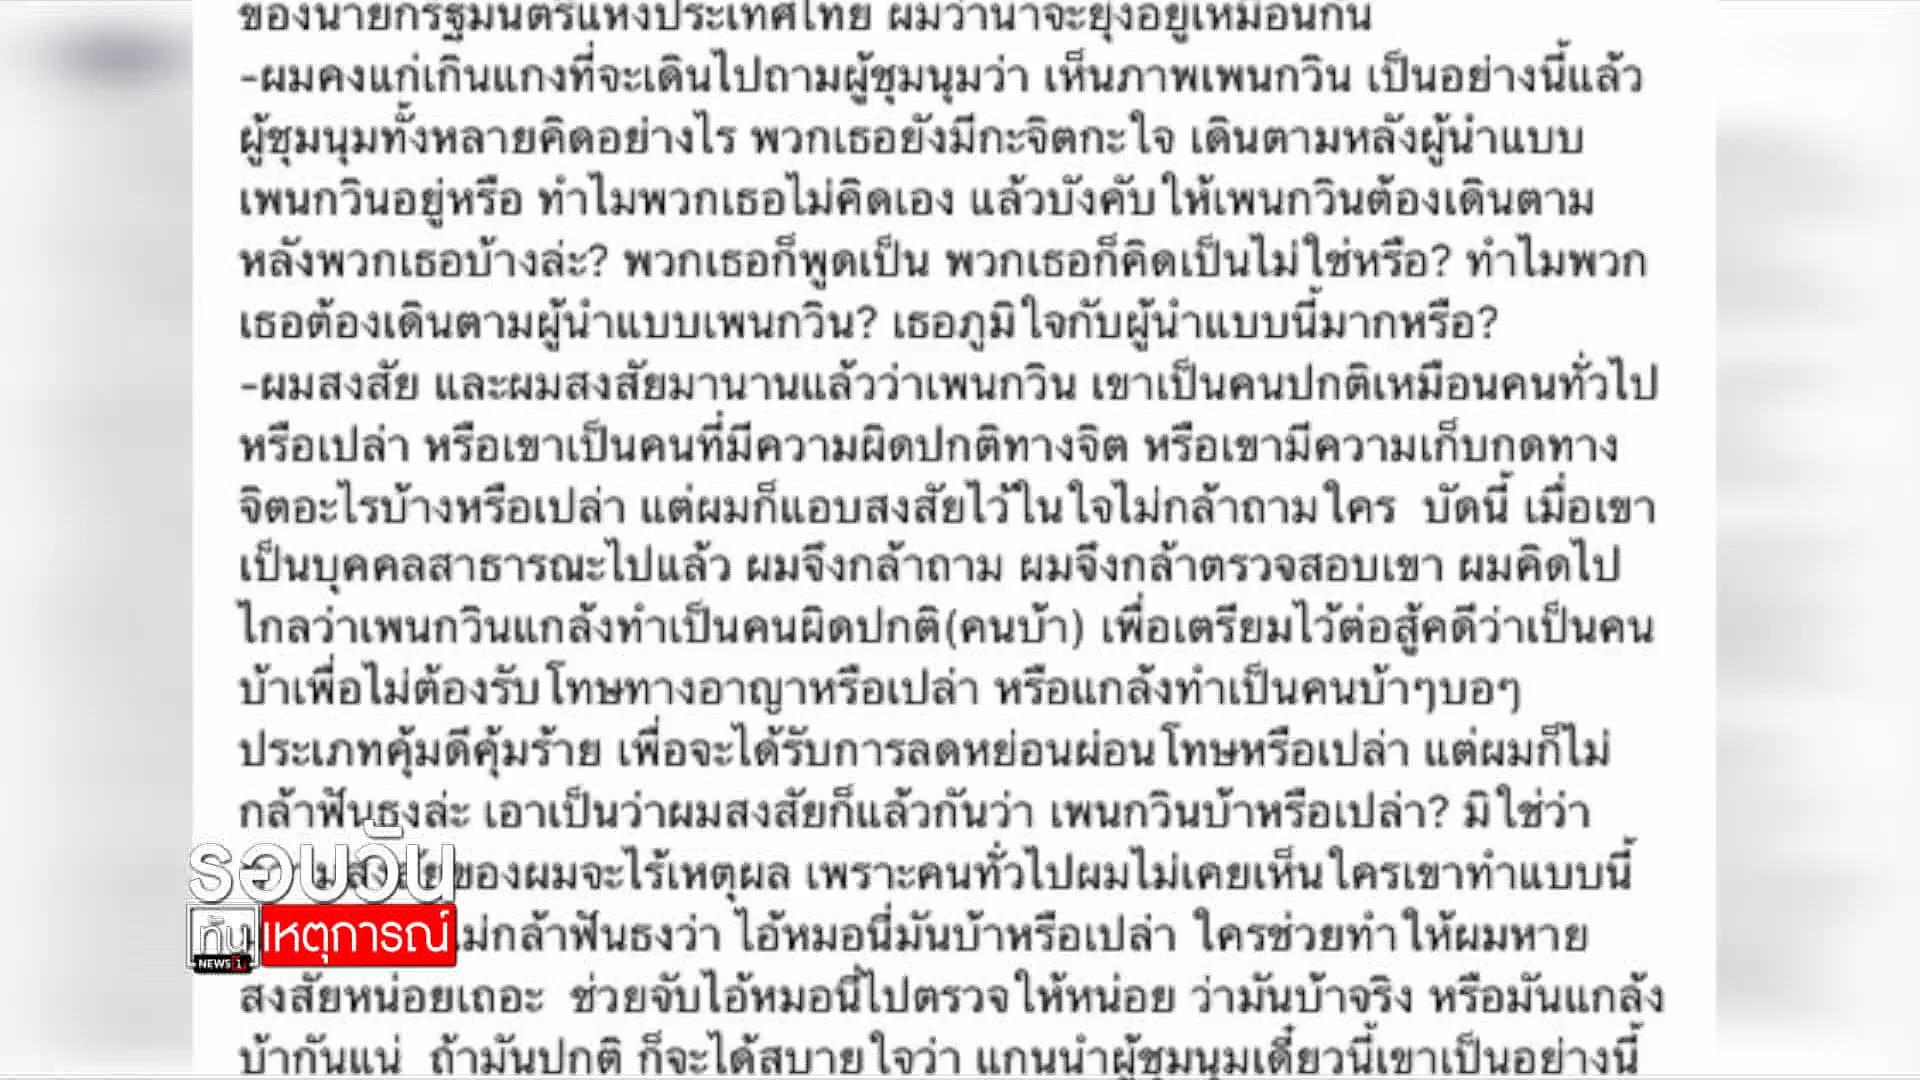 ของนายกรัฐมนตรีแห่งประเทศไทย ผมว่าน่าจะยุ่งอยู่เหมือนกัน
-ผมคงแก่เกินแกงที่จะเดินไปถามผู้ชุมนุมว่า เห็นภาพเพนกวิน เป็นอย่างนี้แล้ว
ผู้ชุมนุมทั้งหลายคิดอย่างไร พวกเธอยังมีกะจิตกะใจ เดินตามหลังผู้นำแบบ
เพนกวินอยู่หรือ ทำไมพวกเธอไม่คิดเอง แล้วบังคับให้เพนกวินต้องเดินตาม
หลังพวกเธอบ้างล่ะ? พวกเธอก็พูดเป็น พวกเธอก็คิดเป็นไม่ใช่หรือ? ทำไมพวก
เธอต้องเดินตามผู้นำแบบเพนกวิน? เธอภูมิใจกับผู้นำแบบนี้มากหรือ?
-ผมสงสัย และผมสงสัยมานานแล้วว่าเพนกวิน เขาเป็นคนปกติเหมือนคนทั่วไป
หรือเปล่า หรือเขาเป็นคนที่มีความผิดปกติทางจิต หรือเขามีความเก็บกดทาง
จิตอะไรบ้างหรือเปล่า แต่ผมก็แอบสงสัยไว้ในใจไม่กล้าถามใคร บัดนี้ เมื่อเขา
เป็นบุคคลสาธารณะไปแล้ว ผมจึงกล้าถาม ผมจึงกล้าตรวจสอบเขา ผมคิดไป
ไกลว่าเพนกวินแกล้งทำเป็นคนผิดปกติ(คนบ้า) เพื่อเตรียมไว้ต่อสู้คดีว่าเป็นคน
บ้าเพื่อไม่ต้องรับโทษทางอาญาหรือเปล่า หรือแกล้งทำเป็นคนบ้าๆบอๆ
ประเภทคุ้มดีคุ้มร้าย เพื่อจะได้รับการลดหย่อนผ่อนโทษหรือเปล่า แต่ผมก็ไม่
กล้าฟันธงล่ะ เอาเป็นว่าผมสงสัยก็แล้วกันว่า เพนกวินบ้าหรือเปล่า? มิใช่ว่า
ของผมจะไร้เหตุผล เพราะคนทั่วไปผมไม่เคยเห็นใครเขาทำแบบนี้
ไม่กล้าฟันธงว่า ไอ้หมอนี่มันบ้าหรือเปล่า ใครช่วยทำให้ผมหาย
สงสัยหน่อยเถอะ ช่วยจับไอ้หมอนี่ไปตรวจให้หน่อย ว่ามันบ้าจริง หรือมันแกล้ง
บ้ากันแน่ ถ้ามันปกติ ก็จะได้สบายใจว่า แกนนำผู้ชุมนุมเดี๋ยวนี้เขาเป็นอย่างนี้
รอบวัน
ทันเหตุการณ์
NEWS1